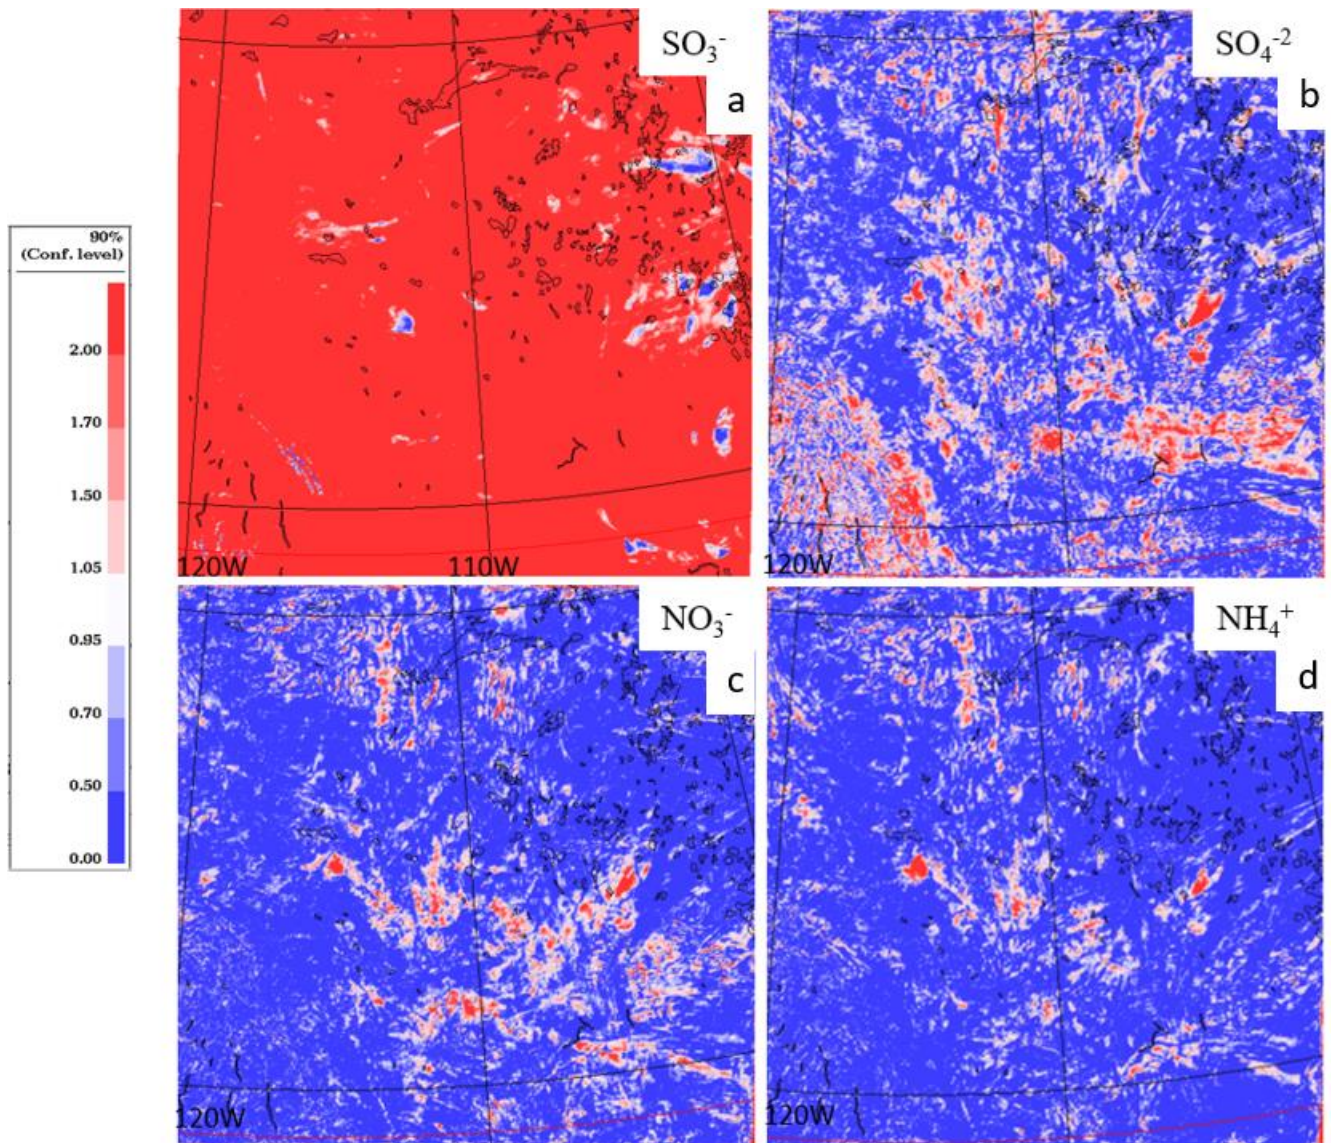 SO₃⁻
a
SO₄⁻²
b
90%
(Conf. level)
2.00
1.70
1.50
1.05
0.95
0.70
0.50
0.00
120W
110W
120W
NO₃⁻
c
NH₄⁺
d
120W
120W